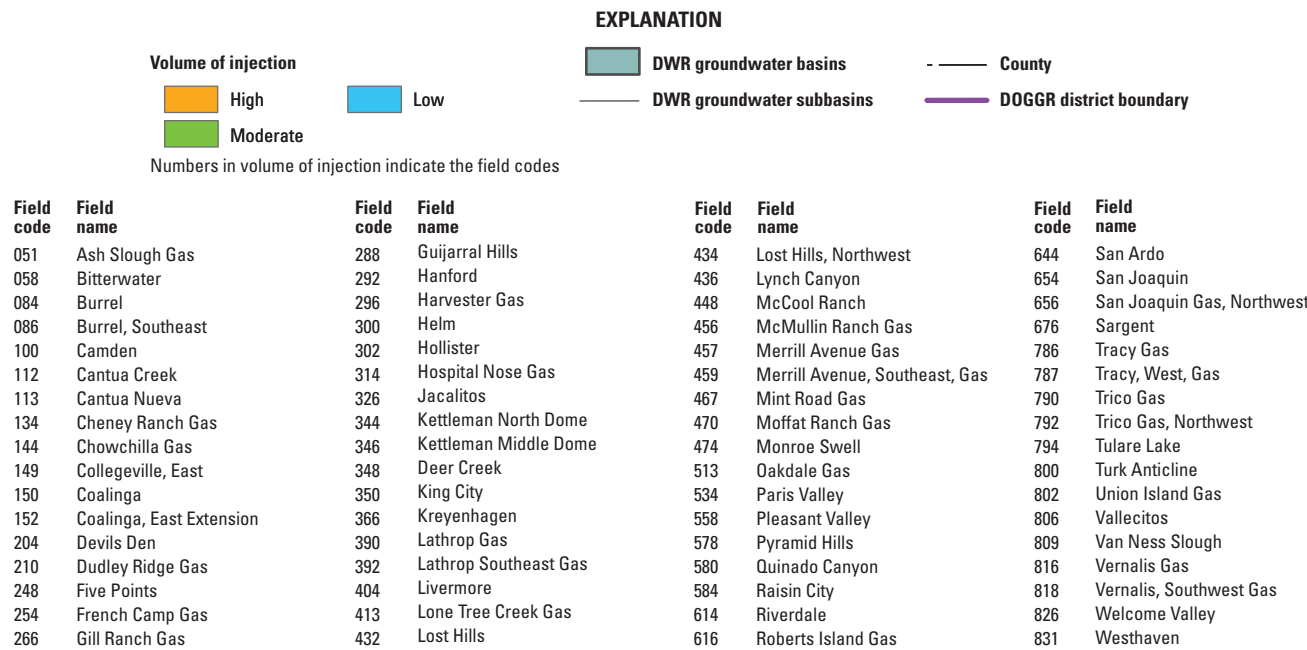 EXPLANATION
Volume of injection
High
Low
Moderate
Numbers in volume of injection indicate the field codes
DWR groundwater basins
DWR groundwater subbasins
County
DOGGR district boundary
Field code Field name
051 Ash Slough Gas
058 Bitterwater
084 Burrel
086 Burrel, Southeast
100 Camden
112 Cantua Creek
113 Cantua Nueva
134 Cheney Ranch Gas
144 Chowchilla Gas
149 Collegeville, East
150 Coalinga
152 Coalinga, East Extension
204 Devils Den
210 Dudley Ridge Gas
248 Five Points
254 French Camp Gas
266 Gill Ranch Gas
Field code Field name
288 Guijarral Hills
292 Hanford
296 Harvester Gas
300 Helm
302 Hollister
314 Hospital Nose Gas
326 Jacalitos
344 Kettleman North Dome
346 Kettleman Middle Dome
348 Deer Creek
350 King City
366 Kreyenhagen
390 Lathrop Gas
392 Lathrop Southeast Gas
404 Livermore
413 Lone Tree Creek Gas
432 Lost Hills
Field code Field name
434 Lost Hills, Northwest
436 Lynch Canyon
448 McCool Ranch
456 McMullin Ranch Gas
457 Merrill Avenue Gas
459 Merrill Avenue, Southeast, Gas
467 Mint Road Gas
470 Moffat Ranch Gas
474 Monroe Swell
513 Oakdale Gas
534 Paris Valley
558 Pleasant Valley
578 Pyramid Hills
580 Quinado Canyon
584 Raisin City
614 Riverdale
616 Roberts Island Gas
Field code Field name
644 San Ardo
654 San Joaquin
656 San Joaquin Gas, Northwest
676 Sargent
786 Tracy Gas
787 Tracy, West, Gas
790 Trico Gas
792 Trico Gas, Northwest
794 Tulare Lake
800 Turk Anticline
802 Union Island Gas
806 Vallecitos
809 Van Ness Slough
816 Vernalis Gas
818 Vernalis, Southwest Gas
826 Welcome Valley
831 Westhaven